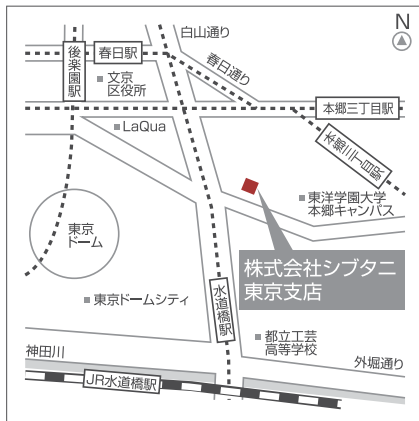 N
白山通り
春日駅
後楽園駅
春日通り
文京
区役所
本郷三丁目駅
本郷三丁目駅
LaQua
東洋学園大学
本郷キャンパス
東京
ドーム
株式会社シブタニ
東京支店
東京ドームシティ
水道橋駅
都立工芸
高等学校
神田川
外堀通り
JR水道橋駅